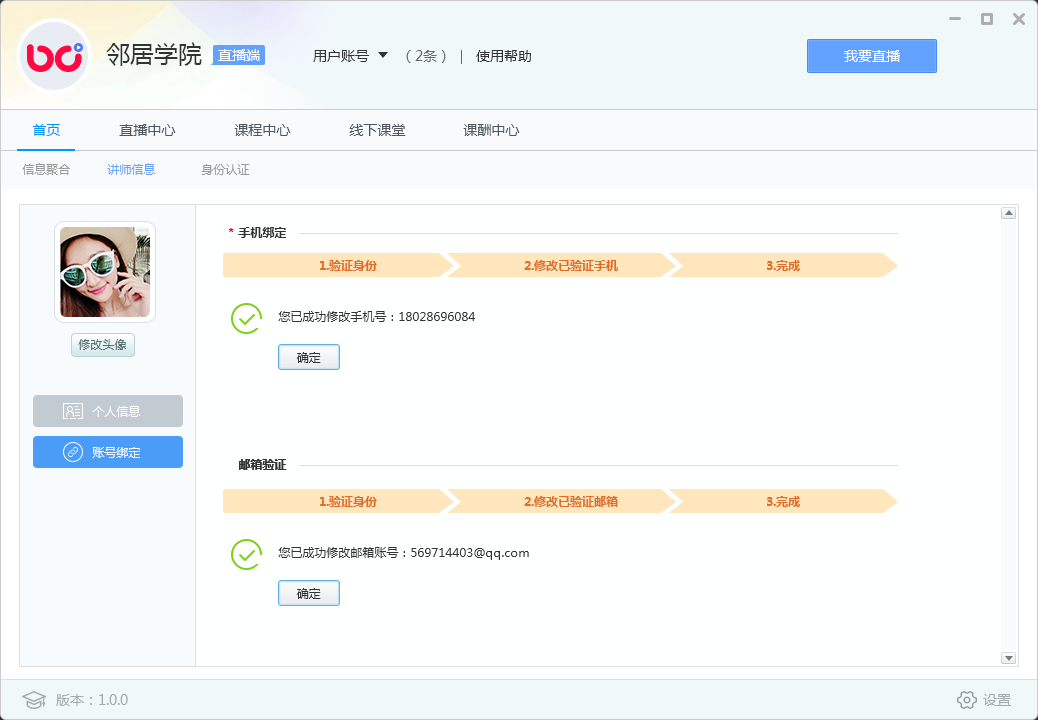 邻居学院 直播端 用户账号 （2条） | 使用帮助 我要直播
首页 直播中心 课程中心 线下课堂 课酬中心
信息聚合 讲师信息 身份认证
修改头像
个人信息
账号绑定
* 手机绑定
1.验证身份 2.修改已验证手机 3.完成
您已成功修改手机号：18028696084
确定
邮箱验证
1.验证身份 2.修改已验证邮箱 3.完成
您已成功修改邮箱账号：569714403@qq.com
确定
版本：1.0.0 设置